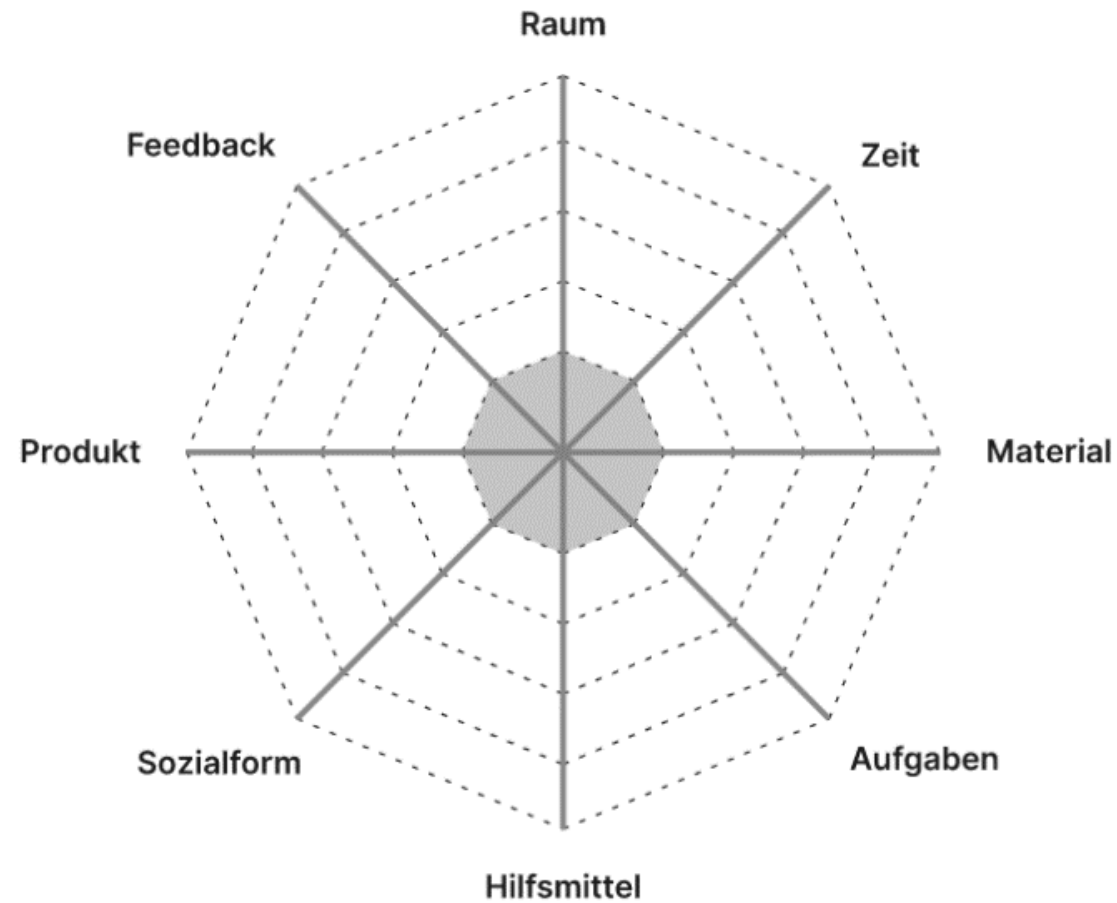 Raum
Feedback
Zeit
Produkt
Material
Sozialform
Aufgaben
Hilfsmittel